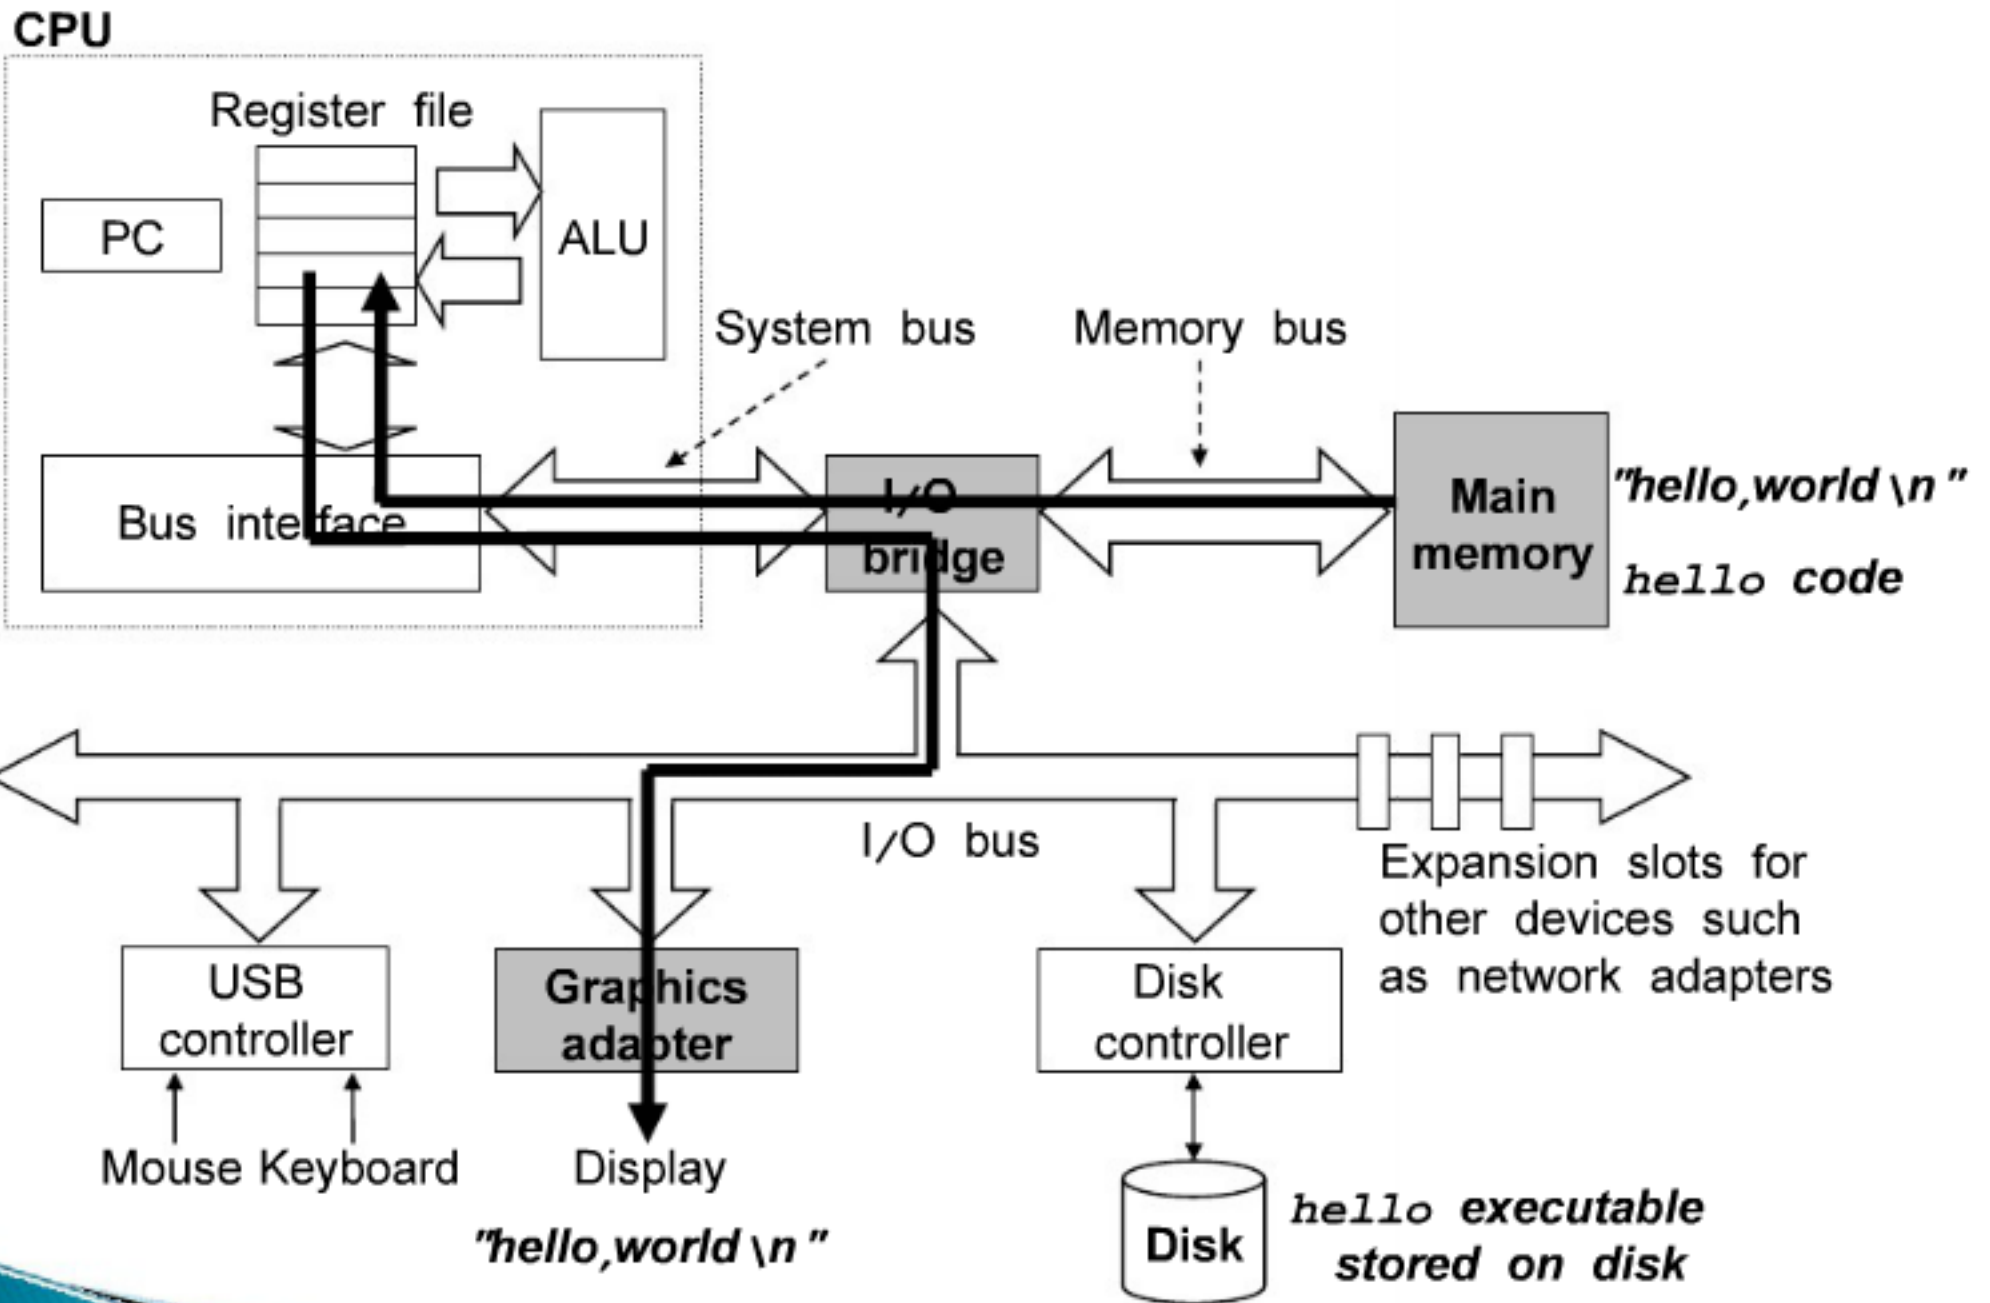 CPU
Register file
PC
ALU
System bus
Memory bus
Bus interface
I/O
bridge
Main
memory
"hello,world \n "
hello code
I/O bus
Expansion slots for
other devices such
as network adapters
USB
controller
Graphics
adapter
Disk
controller
Mouse Keyboard
Display
"hello,world \n "
Disk
hello executable
stored on disk